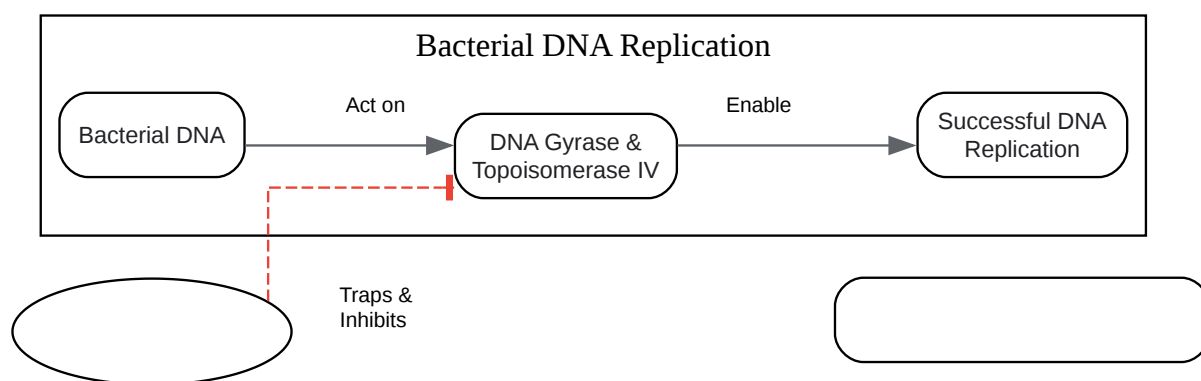 Bacterial DNA Replication
Act on
Enable
Bacterial DNA
DNA Gyrase &
Topoisomerase IV
Successful DNA
Replication
Traps &
Inhibits